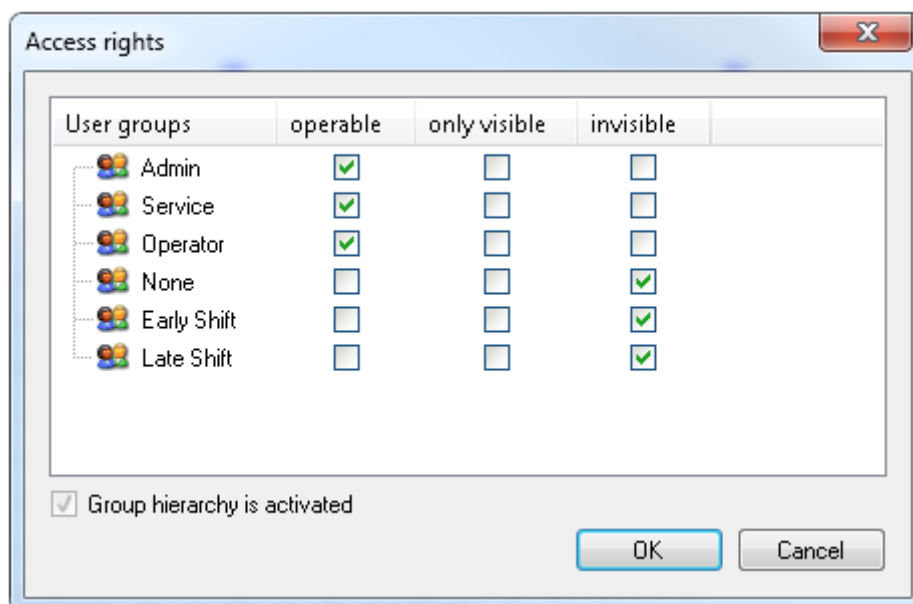 Access rights
User groups operable only visible invisible
Admin
Service
Operator
None
Early Shift
Late Shift
Group hierarchy is activated
OK Cancel